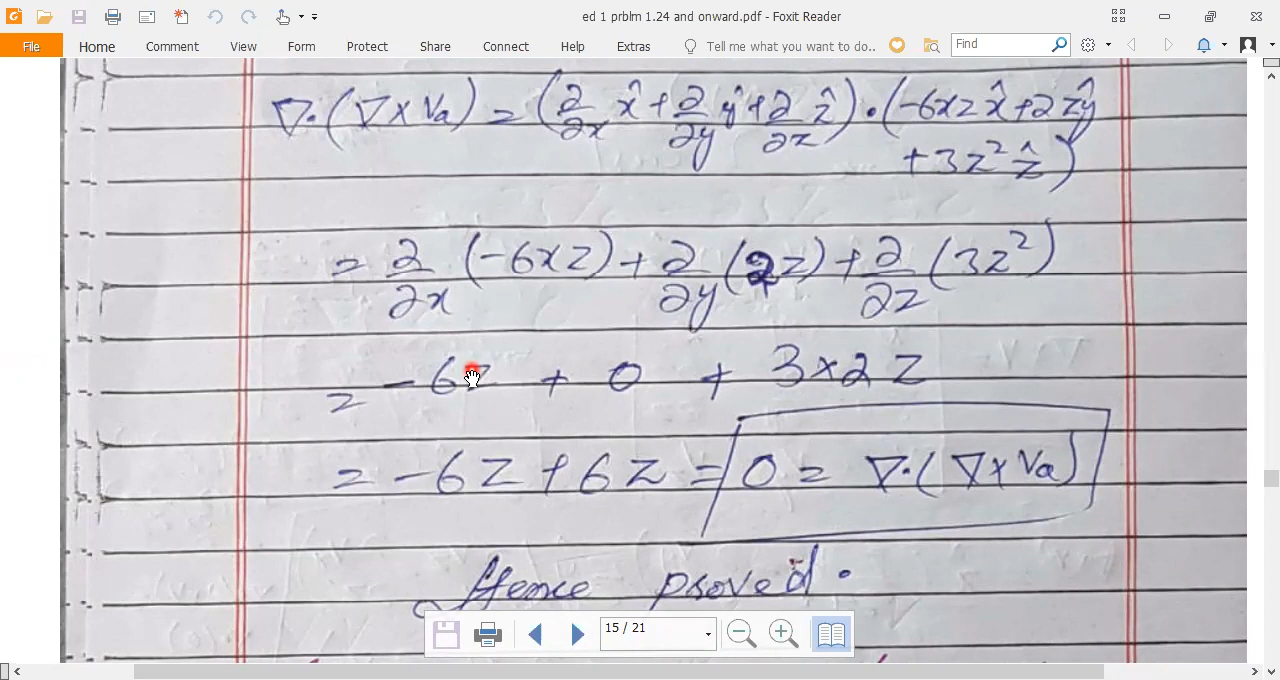 ed 1 prblm 1.24 and onward.pdf - Foxit Reader
File Home Comment View Form Protect Share Connect Help Extras Tell me what you want to do.. Find
∇·(∇×Va) = (∂/∂x x̂ + ∂/∂y ŷ + ∂/∂z ẑ)·(-6xz x̂ + 2z ŷ
+ 3z² ẑ)
= ∂/∂x (-6xz) + ∂/∂y (2z) + ∂/∂z (3z²)
= -6z + 0 + 3×2z
= -6z + 6z = 0 = ∇·(∇×Va)
Hence proved.
15 / 21